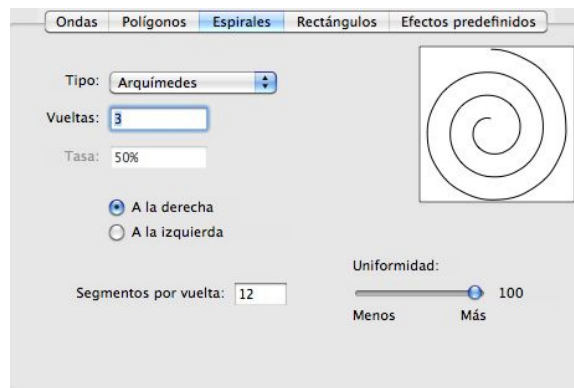 Ondas Polígonos Espirales Rectángulos Efectos predefinidos
Tipo: Arquímedes
Vueltas: 3
Tasa: 50%
A la derecha
A la izquierda
Segmentos por vuelta: 12
Uniformidad:
100
Menos Más